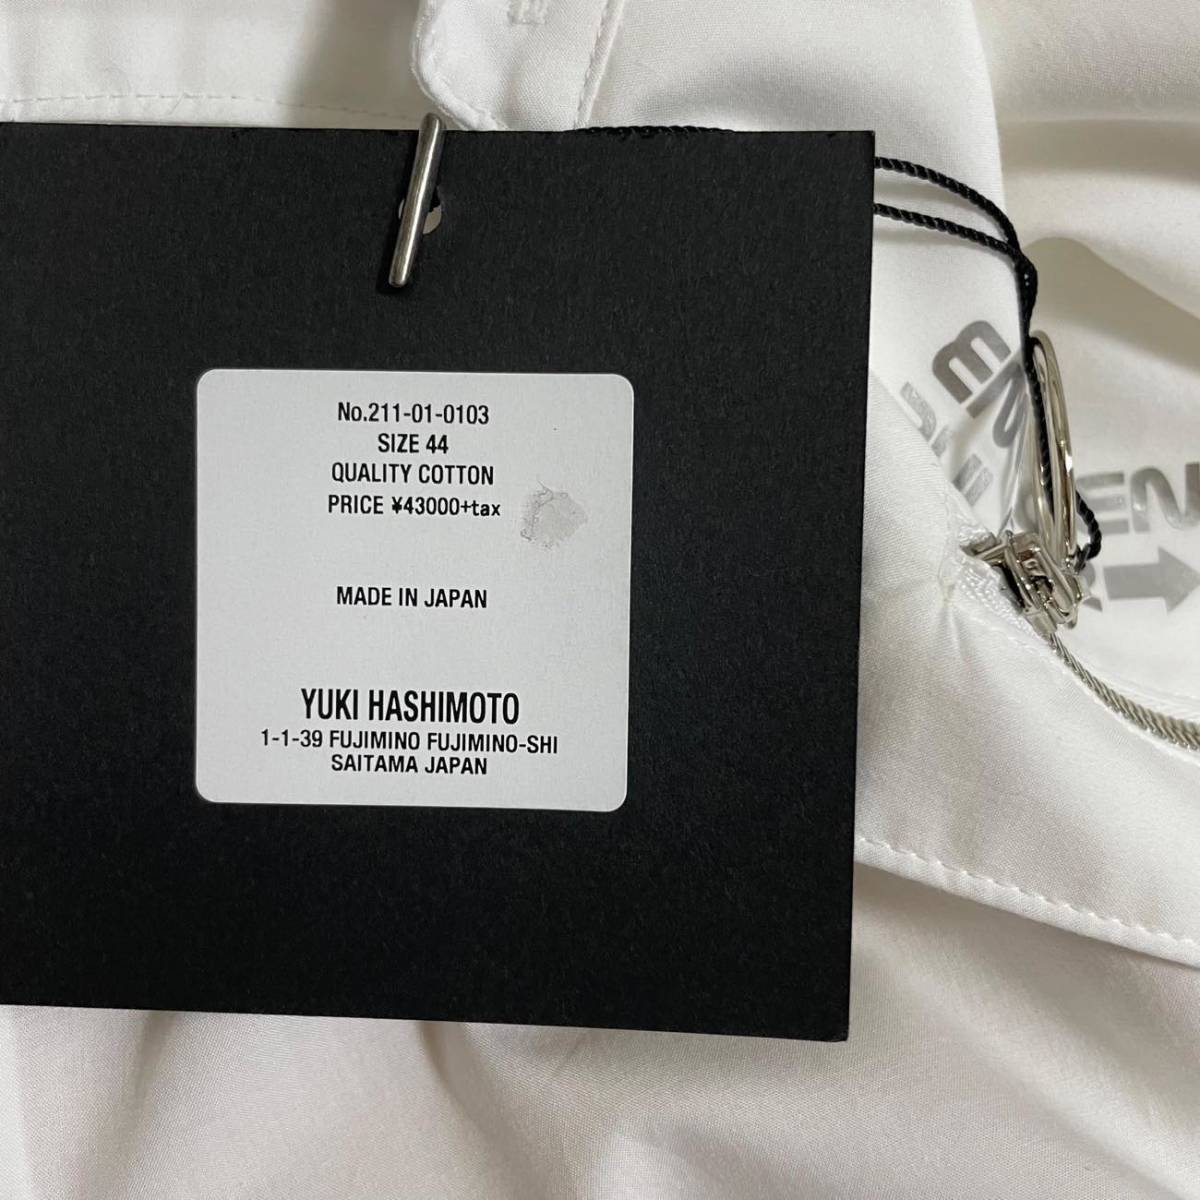 No.211-01-0103
SIZE 44
QUALITY COTTON
PRICE ¥43000+tax
MADE IN JAPAN
YUKI HASHIMOTO
1-1-39 FUJIMINO FUJIMINO-SHI
SAITAMA JAPAN